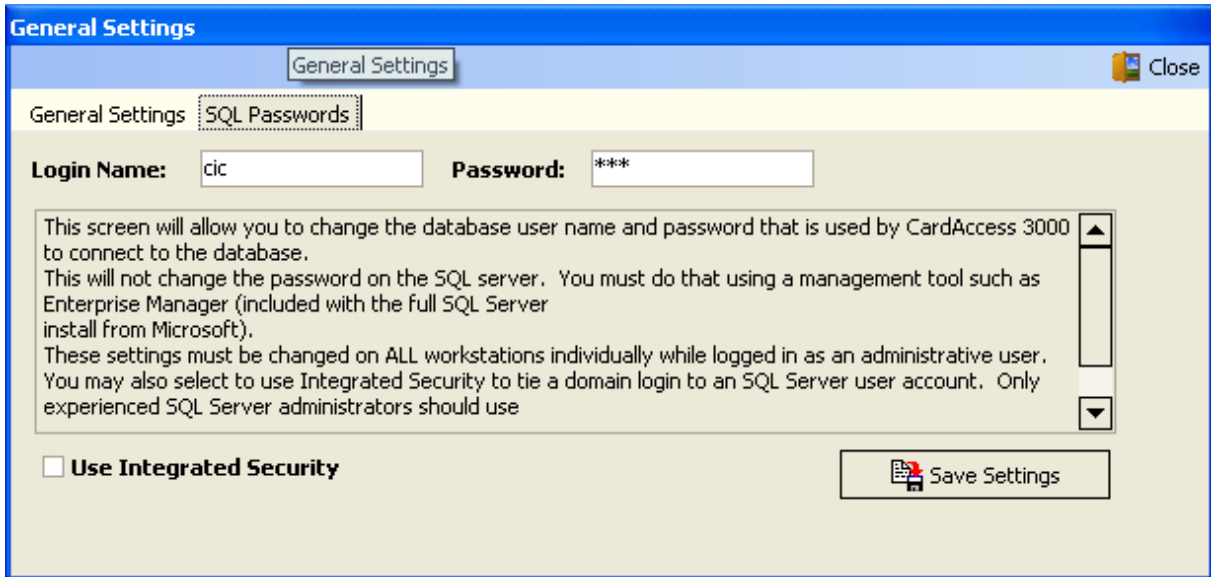 General Settings
General Settings
Close
General Settings SQL Passwords
Login Name: cic Password: ***
This screen will allow you to change the database user name and password that is used by CardAccess 3000
to connect to the database.
This will not change the password on the SQL server.  You must do that using a management tool such as
Enterprise Manager (included with the full SQL Server
install from Microsoft).
These settings must be changed on ALL workstations individually while logged in as an administrative user.
You may also select to use Integrated Security to tie a domain login to an SQL Server user account.  Only
experienced SQL Server administrators should use
Use Integrated Security
Save Settings